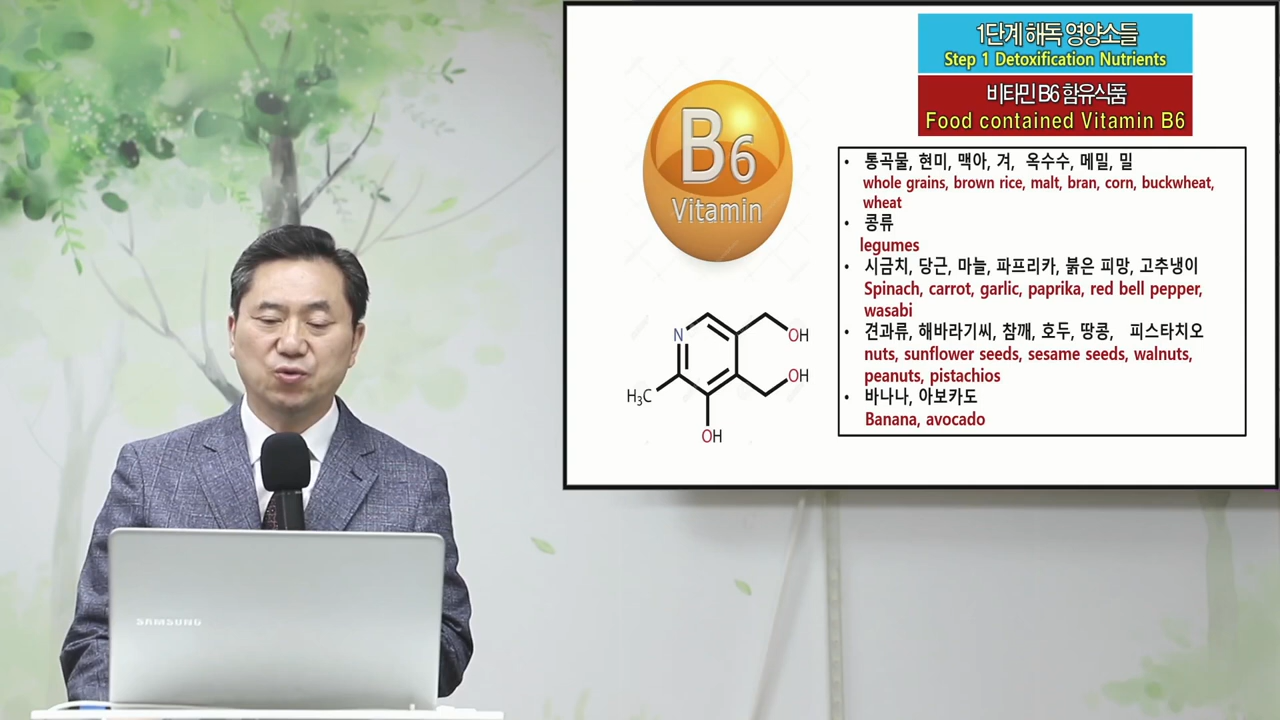 1단계 해독 영양소들
Step 1 Detoxification Nutrients
비타민 B6 함유식품
Food contained Vitamin B6
B6
Vitamin
• 통곡물, 현미, 맥아, 겨, 옥수수, 메밀, 밀
whole grains, brown rice, malt, bran, corn, buckwheat,
wheat
• 콩류
legumes
• 시금치, 당근, 마늘, 파프리카, 붉은 피망, 고추냉이
Spinach, carrot, garlic, paprika, red bell pepper,
wasabi
• 견과류, 해바라기씨, 참깨, 호두, 땅콩, 피스타치오
nuts, sunflower seeds, sesame seeds, walnuts,
peanuts, pistachios
• 바나나, 아보카도
Banana, avocado
N
OH
OH
H₃C
OH
SAMSUNG